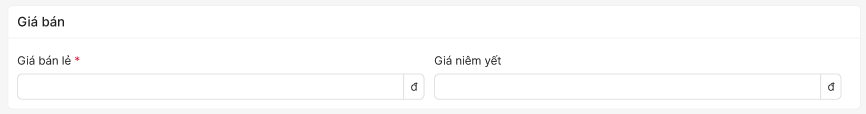 Giá bán
Giá bán lẻ * Giá niêm yết
đ đ